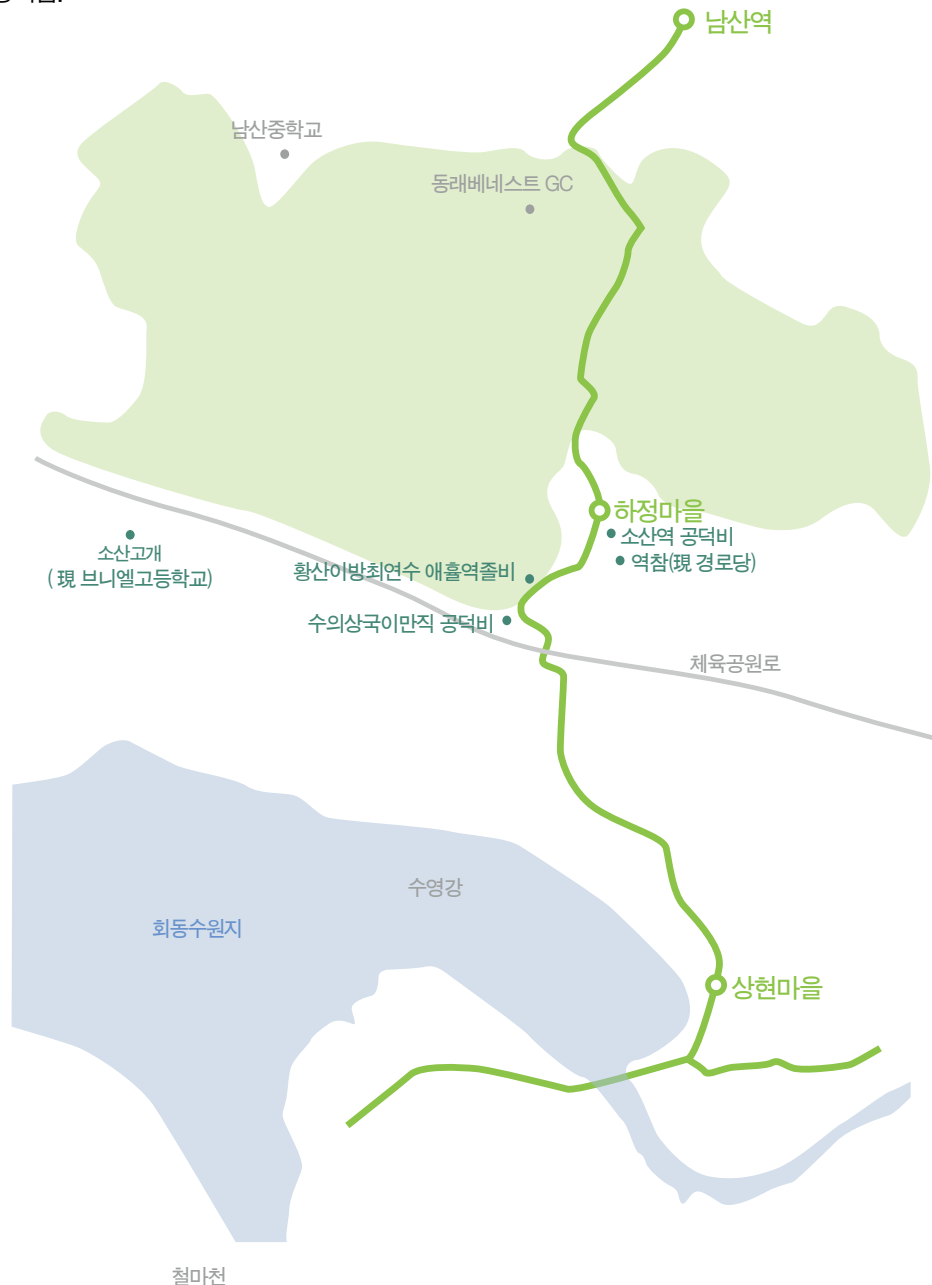 남산역
남산중학교
동래베네스트 GC
하정마을
소산역 공덕비
역참(現 경로당)
소산고개
( 現 브니엘고등학교)
황산이방최연수 애휼역졸비
수의상국이만직 공덕비
체육공원로
수영강
회동수원지
상현마을
철마천